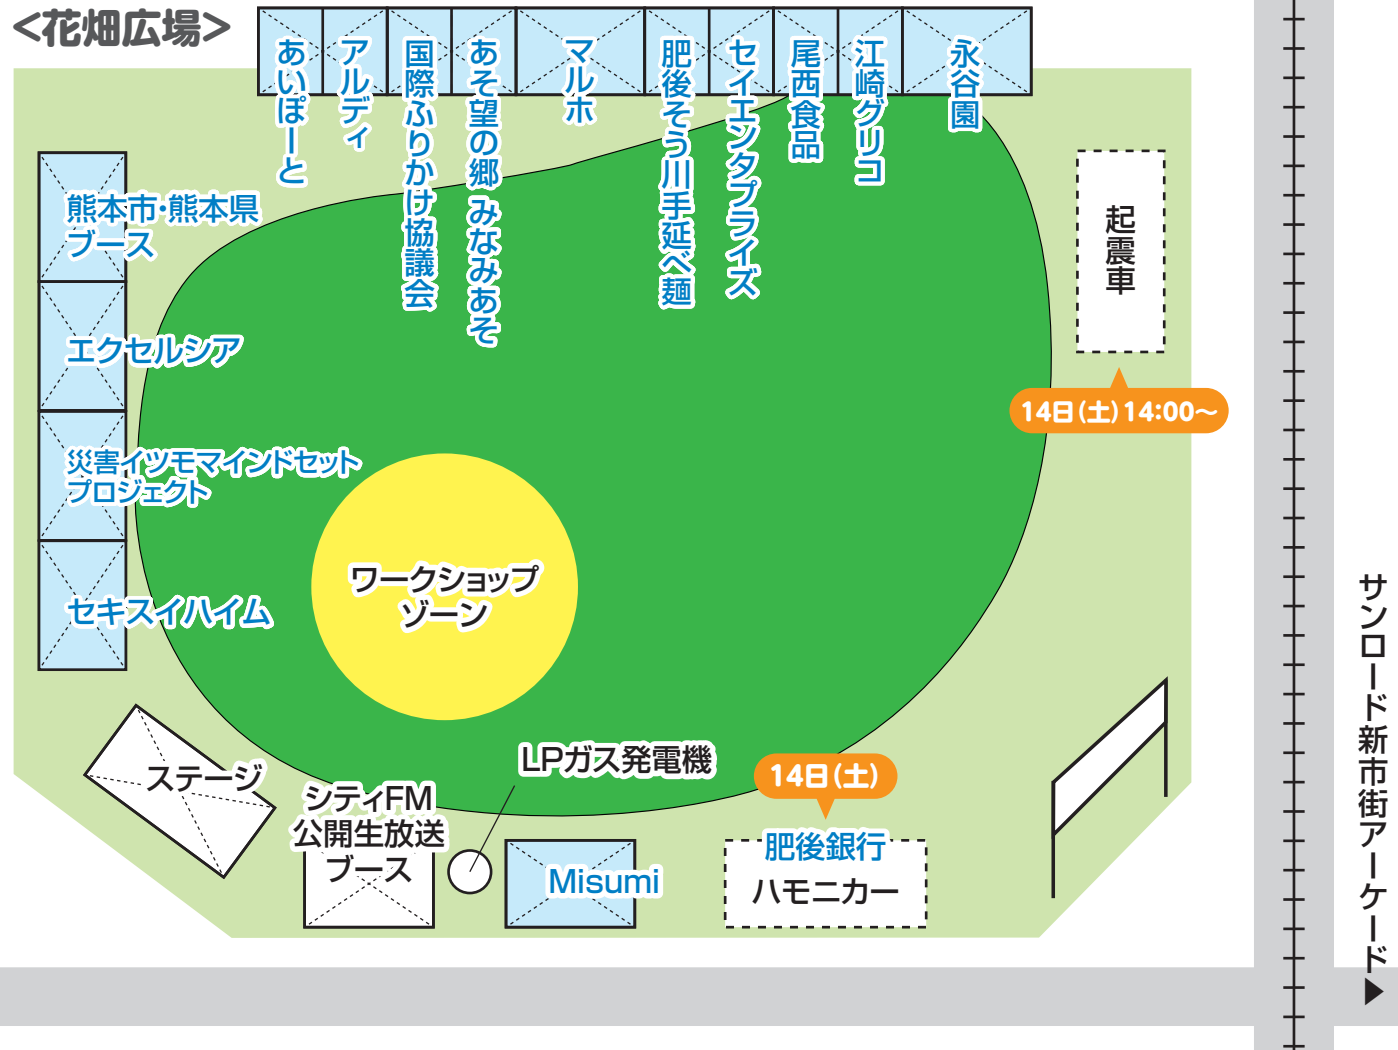 <花畑広場>
あいぽーと
アルディ
国際ふりかけ協議会
あそ望の郷 みなみあそ
マルホ
肥後そう川手延べ麺
セイエンタプライズ
尾西食品
江崎グリコ
永谷園
熊本市・熊本県
ブース
エクセルシア
災害イツモマインドセット
プロジェクト
セキスイハイム
起震車
14日(土)14:00〜
ワークショップ
ゾーン
ステージ
シティFM
公開生放送
ブース
LPガス発電機
Misumi
14日(土)
肥後銀行
ハモニカー
サンロード新市街アーケード▶